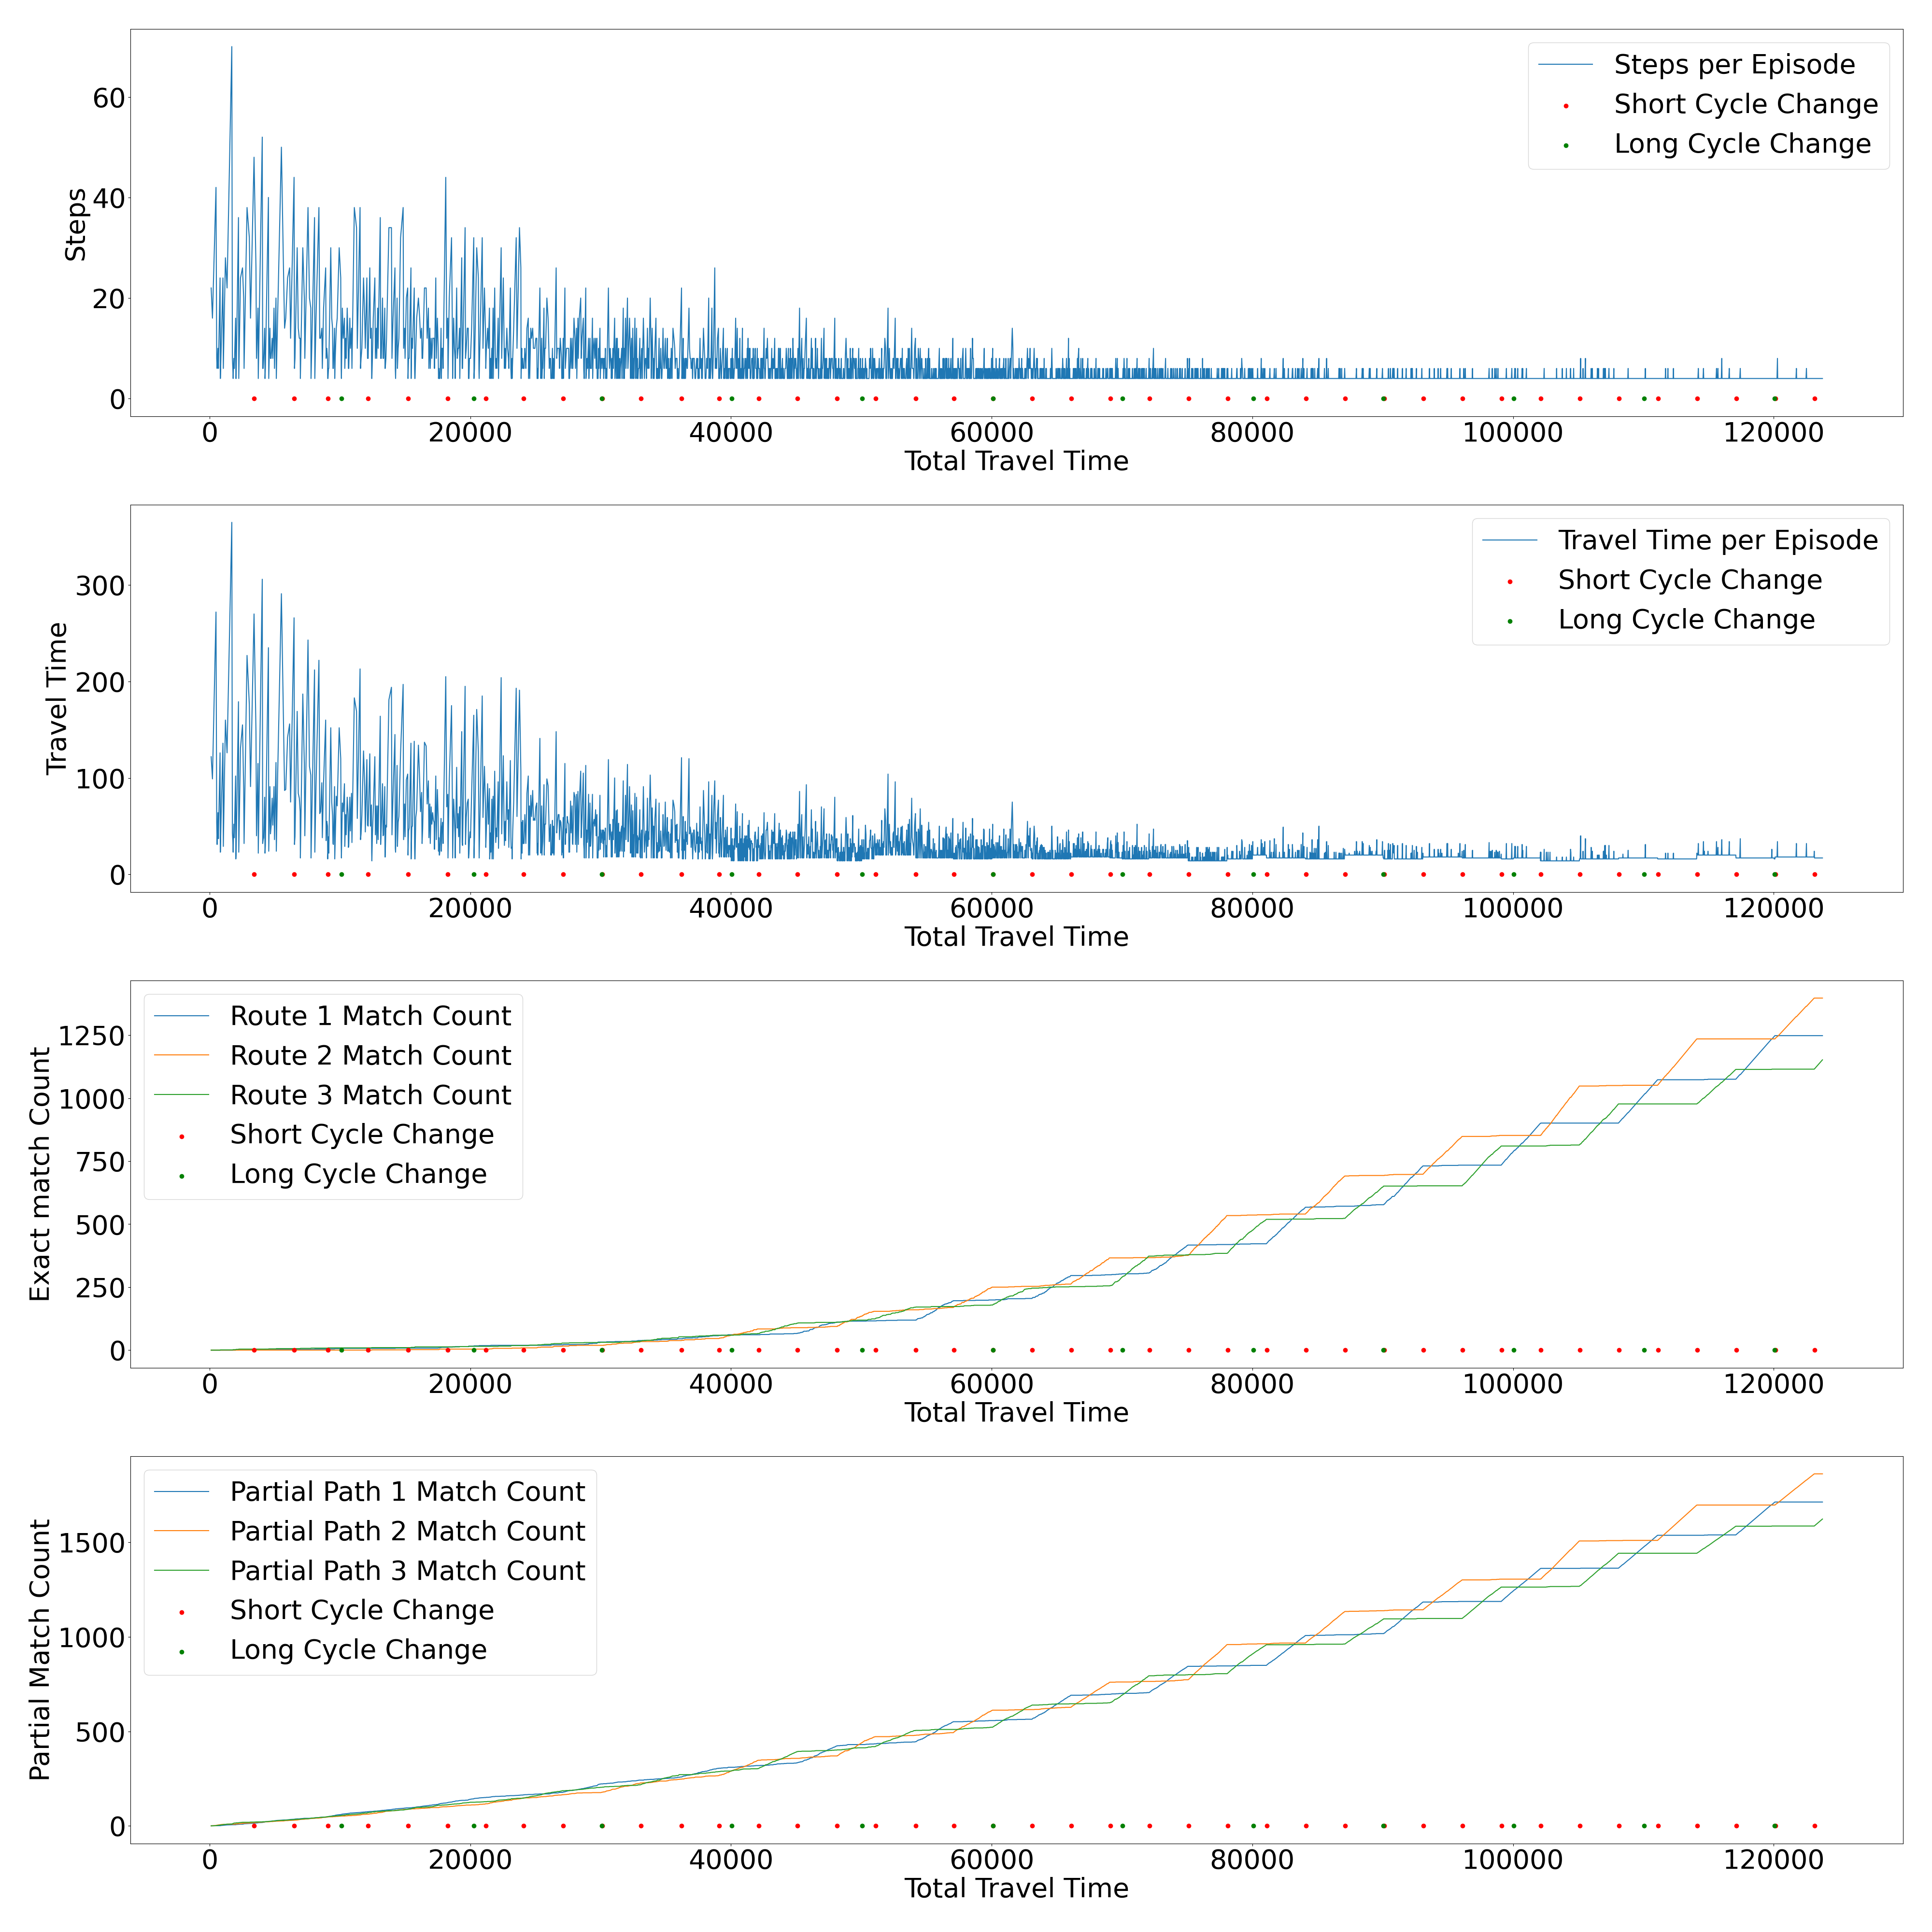 Steps per Episode
Short Cycle Change
Long Cycle Change
Steps
60
40
20
0
0 20000 40000 60000 80000 100000 120000
Total Travel Time
Travel Time per Episode
Short Cycle Change
Long Cycle Change
Travel Time
300
200
100
0
0 20000 40000 60000 80000 100000 120000
Total Travel Time
Route 1 Match Count
Route 2 Match Count
Route 3 Match Count
Short Cycle Change
Long Cycle Change
Exact match Count
1250
1000
750
500
250
0
0 20000 40000 60000 80000 100000 120000
Total Travel Time
Partial Path 1 Match Count
Partial Path 2 Match Count
Partial Path 3 Match Count
Short Cycle Change
Long Cycle Change
Partial Match Count
1500
1000
500
0
0 20000 40000 60000 80000 100000 120000
Total Travel Time